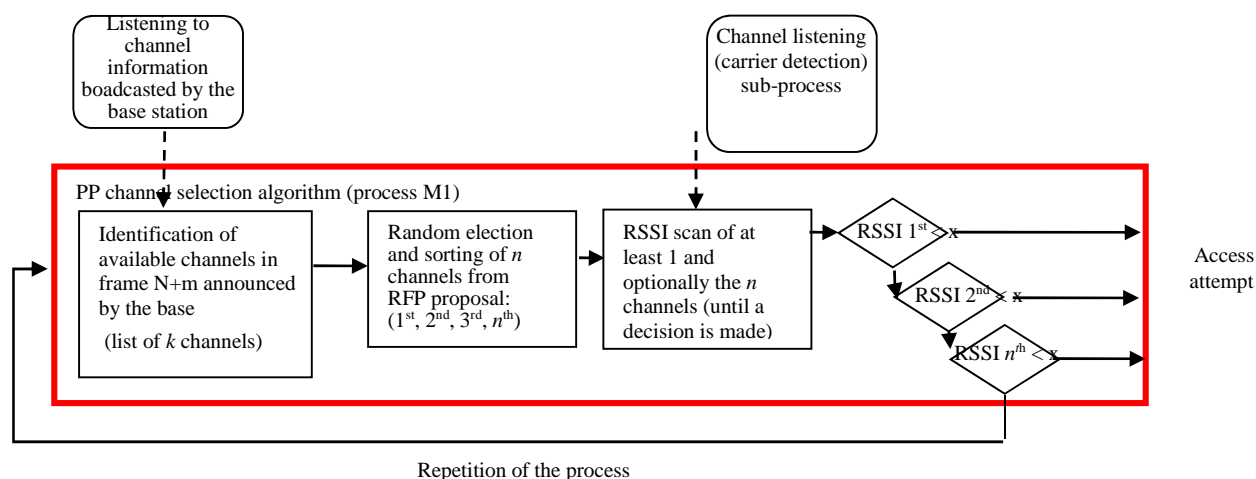 Listening to
channel
information
boadcasted by the
base station
Channel listening
(carrier detection)
sub-process
PP channel selection algorithm (process M1)
Identification of
available channels in
frame N+m announced
by the base
(list of k channels)
Random election
and sorting of n
channels from
RFP proposal:
(1st, 2nd, 3rd, nth)
RSSI scan of at
least 1 and
optionally the n
channels (until a
decision is made)
RSSI 1st < x
RSSI 2nd < x
RSSI nth < x
Access
attempt
Repetition of the process